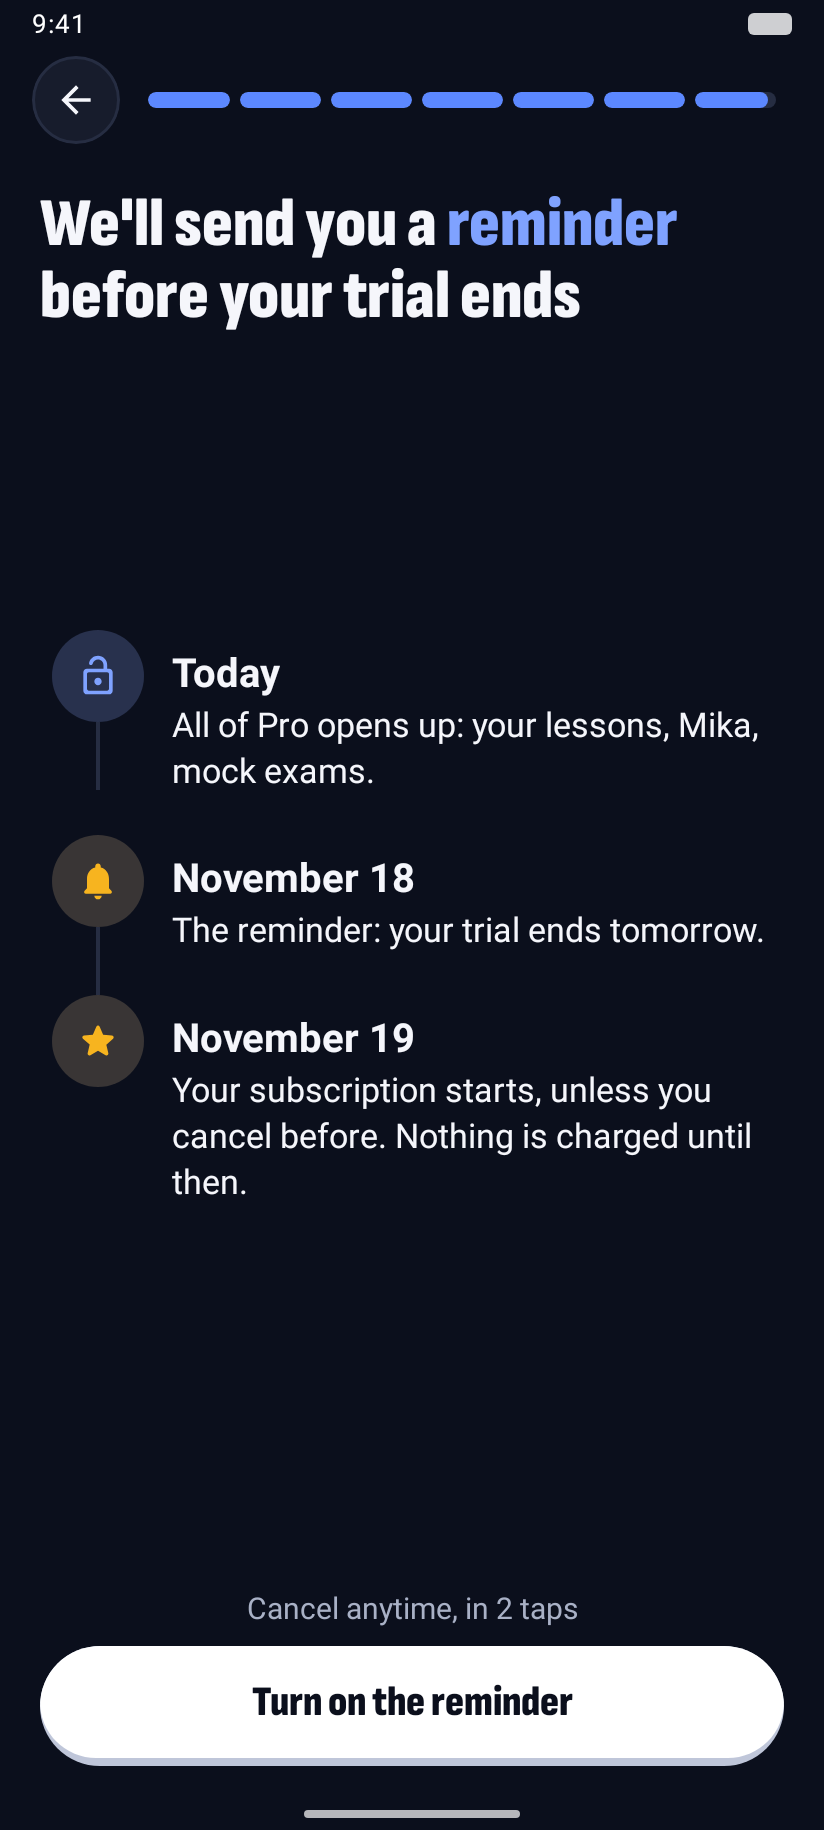 9:41
We'll send you a reminder
before your trial ends
Today
All of Pro opens up: your lessons, Mika,
mock exams.
November 18
The reminder: your trial ends tomorrow.
November 19
Your subscription starts, unless you
cancel before. Nothing is charged until
then.
Cancel anytime, in 2 taps
Turn on the reminder